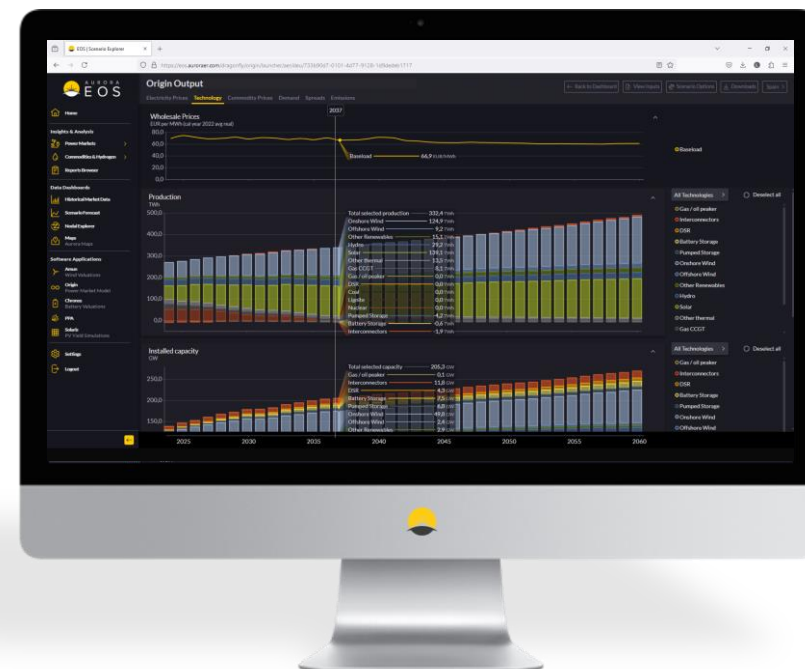 EOS | Scenario Explorer
AURORA
EOS
Home
Insights & Analysis
Power Markets
Commodities & Hydrogen
Reports Browser
Data Dashboards
Historical Market Data
Scenario Forecast
Nodal Explorer
Maps
Aurora Maps
Software Applications
Amun
Wind Valuations
Origin
Power Market Model
Chronos
Battery Valuations
PPA
Solaris
PV Yield Simulations
Settings
Logout
Origin Output
Back to Dashboard
View Inputs
Scenario Options
Downloads
Spain
Electricity Prices Technology Commodity Prices Demand Spreads Emissions
2037
Wholesale Prices
EUR per MWh (cal year 2022 avg real)
80,0
60,0
40,0
20,0
0,0
Baseload 66,9 EUR/MWh
Baseload
Production
TWh
500,0
400,0
300,0
200,0
100,0
0,0
Total selected production 332,4 TWh
Onshore Wind 124,9 TWh
Offshore Wind 9,2 TWh
Other Renewables 15,1 TWh
Hydro 29,2 TWh
Solar 139,1 TWh
Other thermal
Gas CCGT 8,1 TWh
Gas / oil peaker 0,0 TWh
DSR 0,0 TWh
Coal 0,0 TWh
Lignite 0,0 TWh
Nuclear 0,0 TWh
Pumped Storage -4,2 TWh
Battery Storage -0,6 TWh
Interconnectors -1,9 TWh
All Technologies
Deselect all
Gas / oil peaker
Interconnectors
DSR
Battery Storage
Pumped Storage
Onshore Wind
Offshore Wind
Other Renewables
Hydro
Solar
Other thermal
Gas CCGT
Installed capacity
GW
250,0
200,0
150,0
Total selected capacity 205,3 GW
Gas / oil peaker 0,1 GW
Interconnectors 11,8 GW
DSR 4,3 GW
Battery Storage 7,5 GW
Pumped Storage 6,8 GW
Onshore Wind
Offshore Wind 2,4 GW
Other Renewables 2,9 GW
All Technologies
Deselect all
Gas / oil peaker
Interconnectors
DSR
Battery Storage
Pumped Storage
Onshore Wind
Offshore Wind
2025
2030
2035
2040
2045
2050
2055
2060